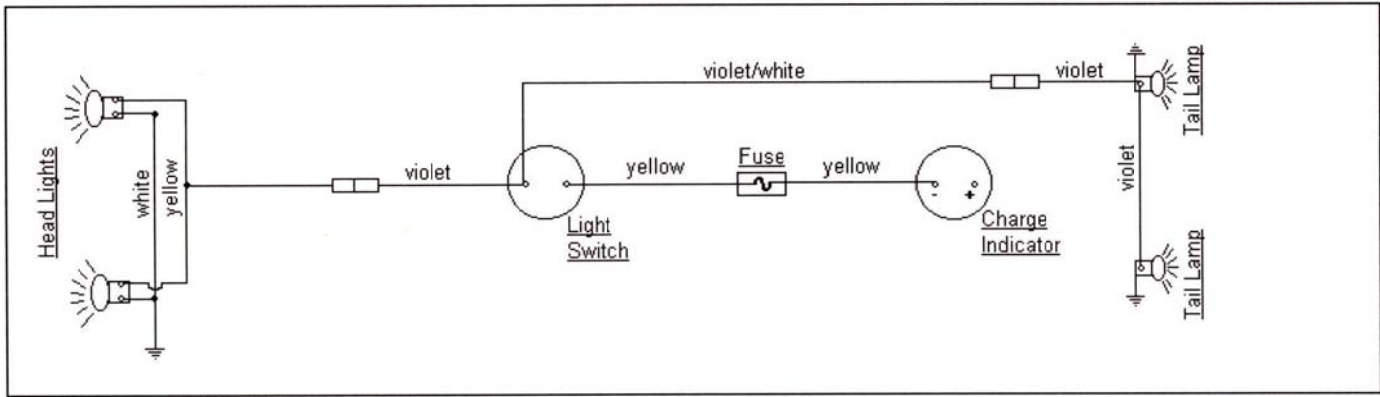 Head Lights
white
yellow
violet
violet/white
Light
Switch
yellow
Fuse
yellow
-
+
Charge
Indicator
violet
violet
Tail Lamp
Tail Lamp